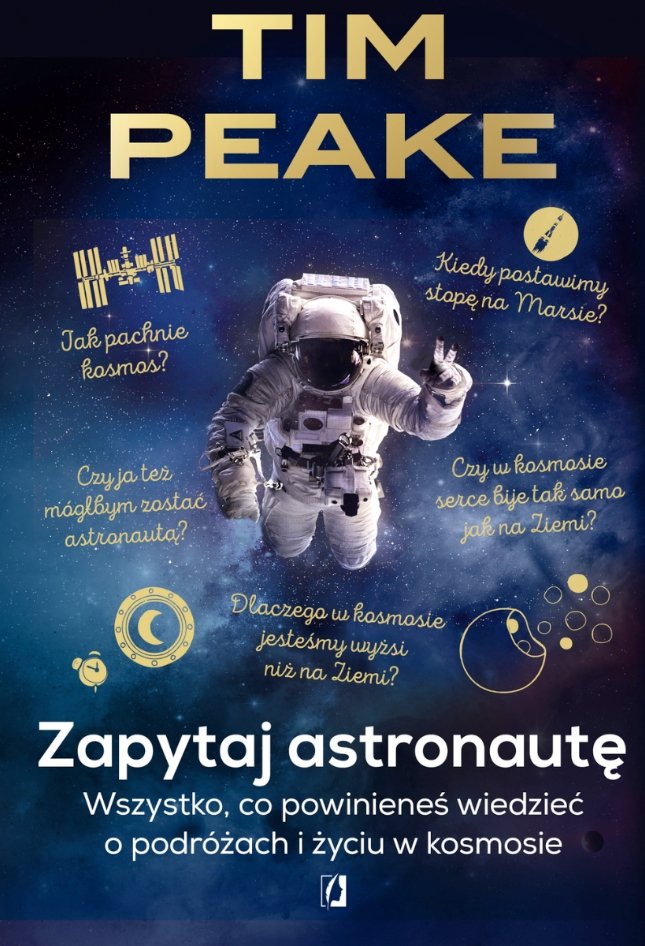 TIM
PEAKE
Kiedy postawimy
stopę na Marsie?
Jak pachnie
kosmos?
Czy ja też
mógłbym zostać
astronautą?
Czy w kosmosie
serce bije tak samo
jak na Ziemi?
Dlaczego w kosmosie
jesteśmy wyżsi
niż na Ziemi?
Zapytaj astronautę
Wszystko, co powinieneś wiedzieć
o podróżach i życiu w kosmosie